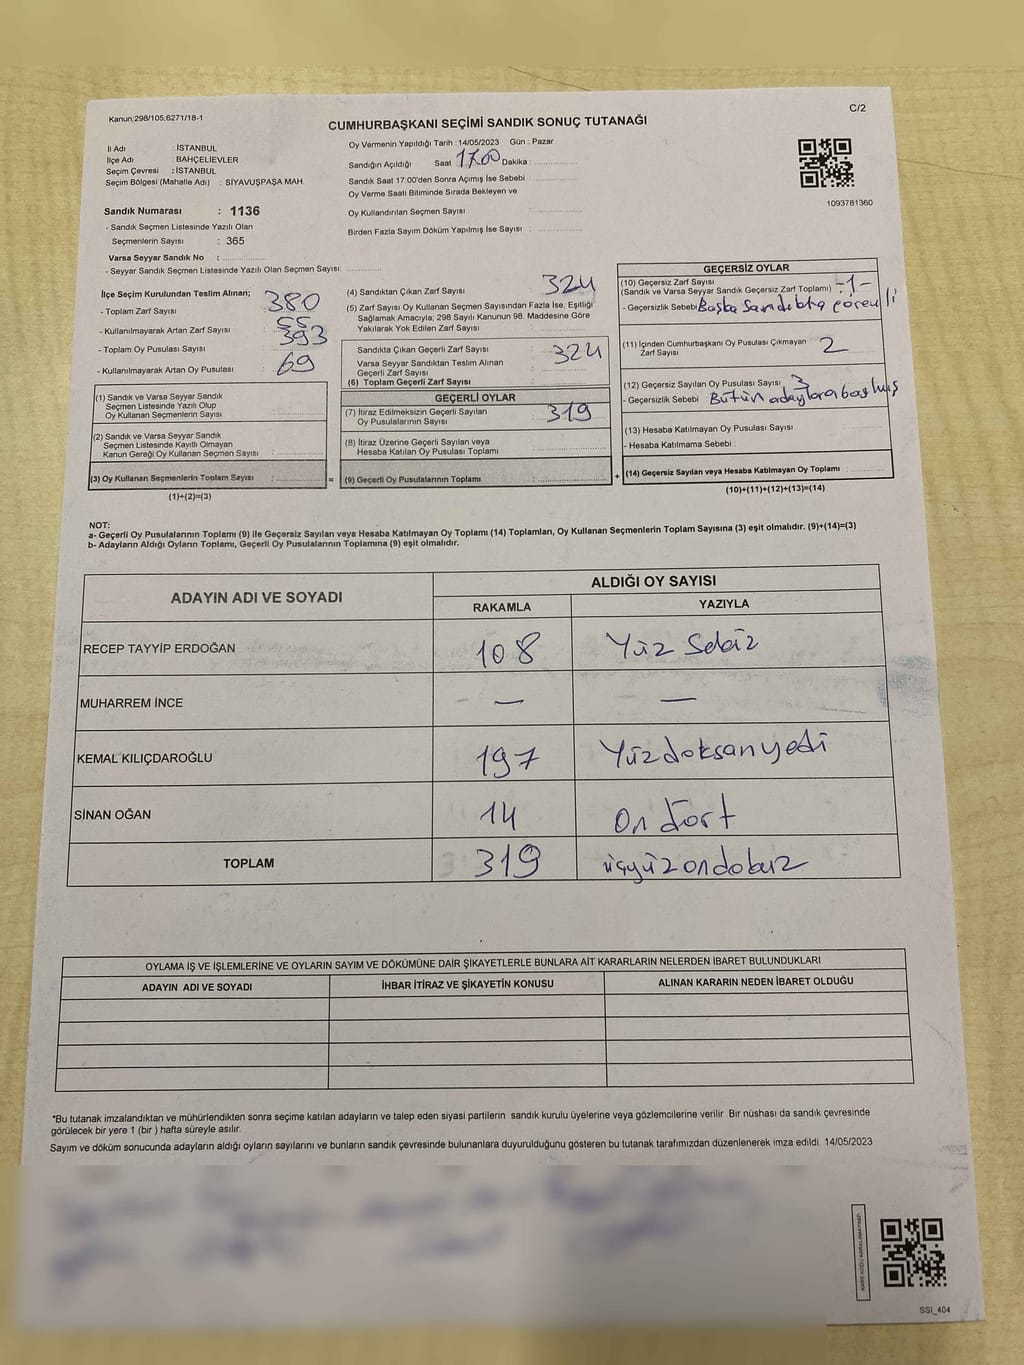 Kanun:298/105;6271/18-1
C/2
CUMHURBAŞKANI SEÇİMİ SANDIK SONUÇ TUTANAĞI
İl Adı : İSTANBUL
İlçe Adı : BAHÇELİEVLER
Seçim Çevresi : İSTANBUL
Seçim Bölgesi (Mahalle Adı) : SİYAVUŞPAŞA MAH.
Oy Vermenin Yapıldığı Tarih : 14/05/2023 Gün : Pazar
Sandığın Açıldığı Saat 17.00 Dakika :
Sandık Saat 17:00'den Sonra Açımış İse Sebebi :
Oy Verme Saati Bitiminde Sırada Bekleyen ve
Oy Kullandırılan Seçmen Sayısı :
Birden Fazla Sayım Döküm Yapılmış İse Sayısı :
1093781360
Sandık Numarası : 1136
- Sandık Seçmen Listesinde Yazılı Olan
Seçmenlerin Sayısı : 365
Varsa Seyyar Sandık No :
- Seyyar Sandık Seçmen Listesinde Yazılı Olan Seçmen Sayısı:
İlçe Seçim Kurulundan Teslim Alınan;
- Toplam Zarf Sayısı : 380
- Kullanılmayarak Artan Zarf Sayısı : 55
- Toplam Oy Pusulası Sayısı : 393
- Kullanılmayarak Artan Oy Pusulası : 69
(1) Sandık ve Varsa Seyyar Sandık
Seçmen Listesinde Yazılı Olup
Oy Kullanan Seçmenlerin Sayısı :
(2) Sandık ve Varsa Seyyar Sandık
Seçmen Listesinde Kayıtlı Olmayan
Kanun Gereği Oy Kullanan Seçmen Sayısı :
(3) Oy Kullanan Seçmenlerin Toplam Sayısı :
(1)+(2)=(3)
=
(4) Sandıktan Çıkan Zarf Sayısı : 324
(5) Zarf Sayısı Oy Kullanan Seçmen Sayısından Fazla İse, Eşitliği
Sağlamak Amacıyla, 298 Sayılı Kanunun 98. Maddesine Göre
Yakılarak Yok Edilen Zarf Sayısı :
Sandıkta Çıkan Geçerli Zarf Sayısı : 324
Varsa Seyyar Sandıktan Teslim Alınan
Geçerli Zarf Sayısı :
(6) Toplam Geçerli Zarf Sayısı :
GEÇERLİ OYLAR
(7) İtiraz Edilmeksizin Geçerli Sayılan
Oy Pusulalarının Sayısı : 319
(8) İtiraz Üzerine Geçerli Sayılan veya
Hesaba Katılan Oy Pusulası Toplamı :
(9) Geçerli Oy Pusulalarının Toplamı :
+
GEÇERSİZ OYLAR
(10) Geçersiz Zarf Sayısı
(Sandık ve Varsa Seyyar Sandık Geçersiz Zarf Toplamı) : -1-
- Geçersizlik Sebebi Başka Sandıkta görevli
(11) İçinden Cumhurbaşkanı Oy Pusulası Çıkmayan
Zarf Sayısı : 2
(12) Geçersiz Sayılan Oy Pusulası Sayısı : 3
- Geçersizlik Sebebi Bütün adaylara basılmış
(13) Hesaba Katılmayan Oy Pusulası Sayısı :
- Hesaba Katılmama Sebebi :
(14) Geçersiz Sayılan veya Hesaba Katılmayan Oy Toplamı :
(10)+(11)+(12)+(13)=(14)
NOT:
a- Geçerli Oy Pusulalarının Toplamı (9) ile Geçersiz Sayılan veya Hesaba Katılmayan Oy Toplamı (14) Toplamları, Oy Kullanan Seçmenlerin Toplam Sayısına (3) eşit olmalıdır. (9)+(14)=(3)
b- Adayların Aldığı Oyların Toplamı, Geçerli Oy Pusulalarının Toplamına (9) eşit olmalıdır.
ADAYIN ADI VE SOYADI
ALDIĞI OY SAYISI
RAKAMLA YAZIYLA
RECEP TAYYİP ERDOĞAN 108 Yüz Sekiz
MUHARREM İNCE — —
KEMAL KILIÇDAROĞLU 197 Yüzdoksanyedi
SİNAN OĞAN 14 On dört
TOPLAM 319 üçyüzondokuz
OYLAMA İŞ VE İŞLEMLERİNE VE OYLARIN SAYIM VE DÖKÜMÜNE DAİR ŞİKAYETLERLE BUNLARA AİT KARARLARIN NELERDEN İBARET BULUNDUKLARI
ADAYIN ADI VE SOYADI İHBAR İTİRAZ VE ŞİKAYETİN KONUSU ALINAN KARARIN NEDEN İBARET OLDUĞU
*Bu tutanak imzalandıktan ve mühürlendikten sonra seçime katılan adayların ve talep eden siyasi partilerin sandık kurulu üyelerine veya gözlemcilerine verilir. Bir nüshası da sandık çevresinde
görülecek bir yere 1 (bir ) hafta süreyle asılır.
Sayım ve döküm sonucunda adayların aldığı oyların sayılarını ve bunların sandık çevresinde bulunanlara duyurulduğunu gösteren bu tutanak tarafımızdan düzenlenerek imza edildi. 14/05/2023
KARE KODU KARALAMAYINIZ!
SSİ_404